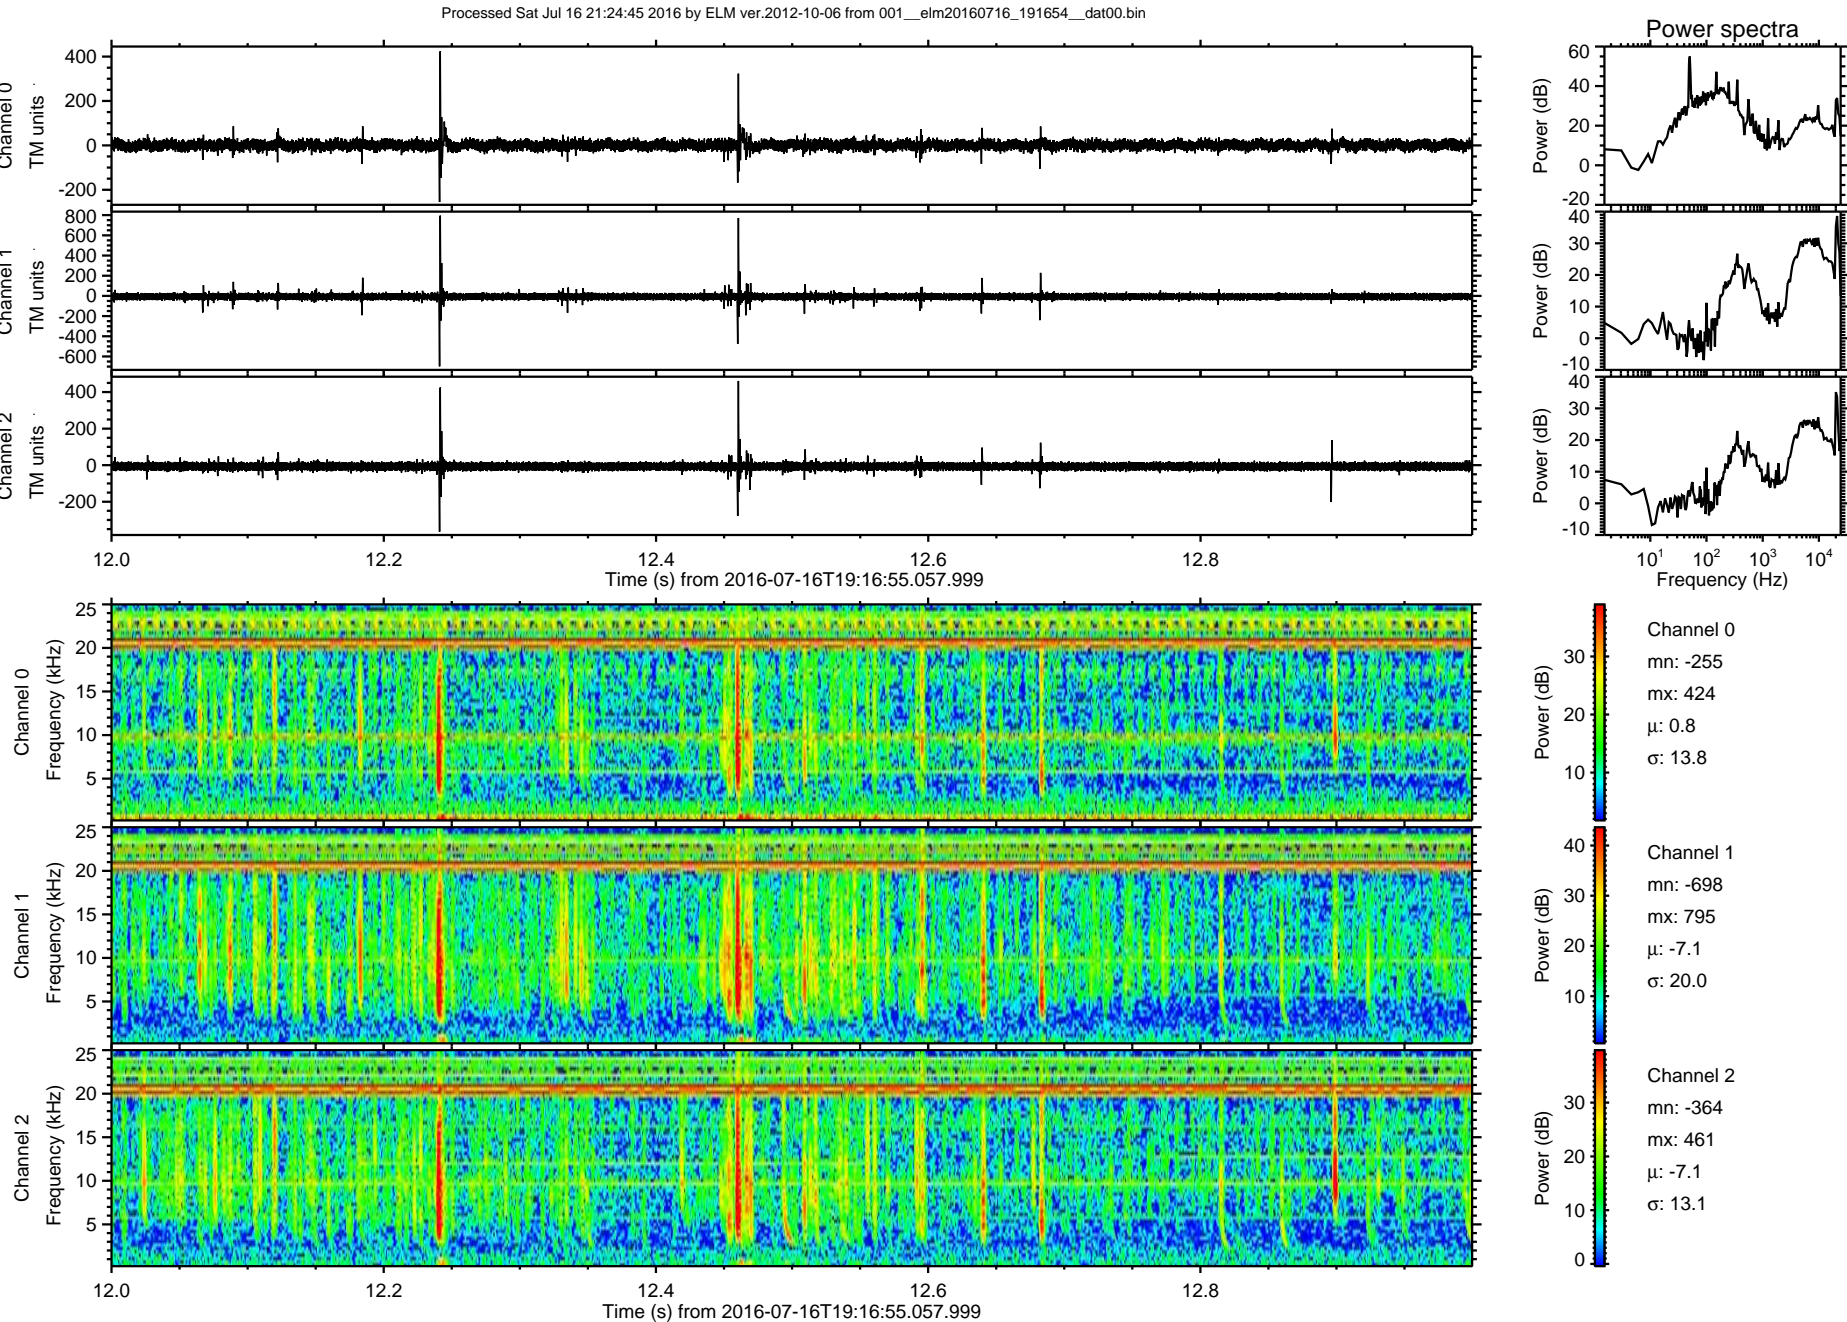 Processed Sat Jul 16 21:24:45 2016 by ELM ver.2012-10-06 from 001__elm20160716_191654__dat00.bin
Power spectra
Channel 0
TM units
400
200
0
-200
Power (dB)
60
40
20
0
-20
Channel 1
TM units
800
600
400
200
0
-200
-400
-600
Power (dB)
40
30
20
10
0
-10
Channel 2
TM units
400
200
0
-200
Power (dB)
40
30
20
10
0
-10
12.0 12.2 12.4 12.6 12.8
Time (s) from 2016-07-16T19:16:55.057.999
10¹ 10² 10³ 10⁴
Frequency (Hz)
Channel 0
Frequency (kHz)
25
20
15
10
5
Power (dB)
30
20
10
Channel 0
mn: -255
mx: 424
μ: 0.8
σ: 13.8
Channel 1
Frequency (kHz)
25
20
15
10
5
Power (dB)
40
30
20
10
Channel 1
mn: -698
mx: 795
μ: -7.1
σ: 20.0
Channel 2
Frequency (kHz)
25
20
15
10
5
Power (dB)
30
20
10
0
Channel 2
mn: -364
mx: 461
μ: -7.1
σ: 13.1
12.0 12.2 12.4 12.6 12.8
Time (s) from 2016-07-16T19:16:55.057.999